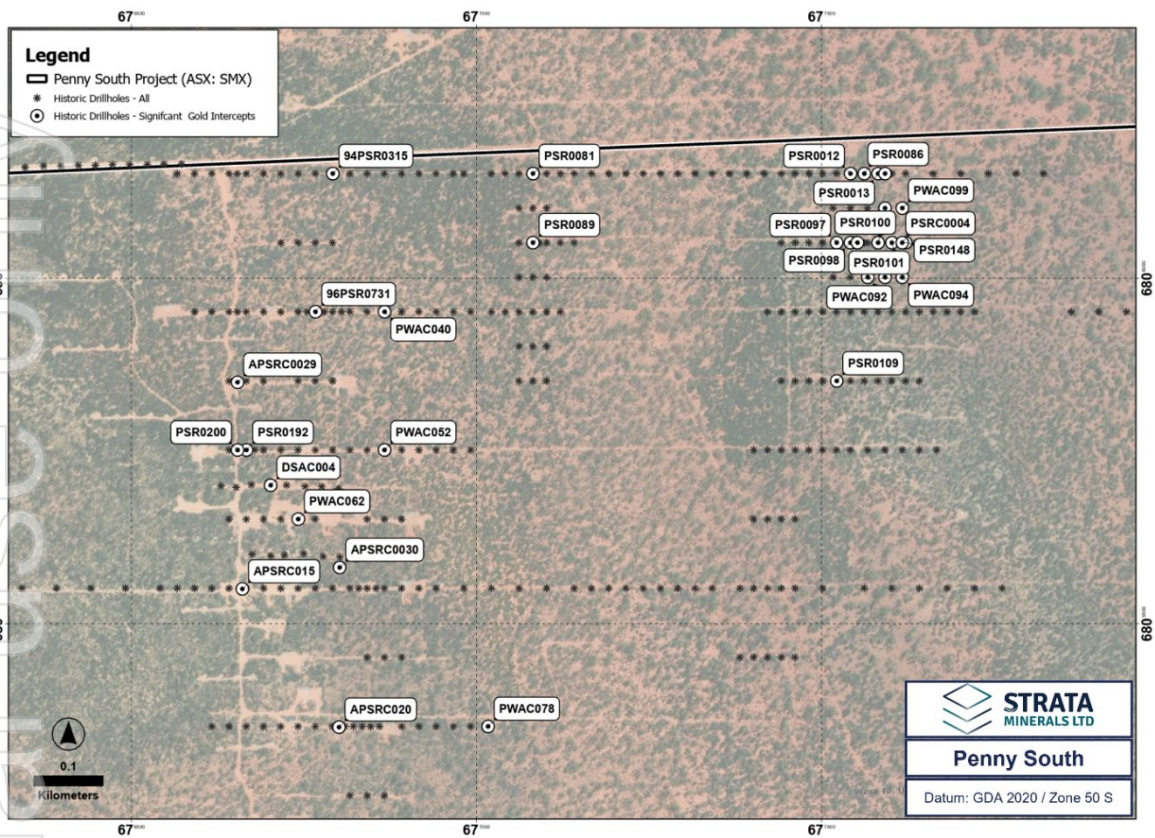 67
67
67
Legend
Penny South Project (ASX: SMX)
Historic Drillholes - All
Historic Drillholes - Signifcant Gold Intercepts
94PSR0315
PSR0081
PSR0012
PSR0086
PSR0013
PWAC099
PSR0089
PSR0097
PSR0100
PSRC0004
PSR0098
PSR0101
PSR0148
680
96PSR0731
PWAC092
PWAC094
PWAC040
APSRC0029
PSR0109
PSR0200
PSR0192
PWAC052
DSAC004
PWAC062
APSRC0030
APSRC015
680
APSRC020
PWAC078
STRATA
MINERALS LTD
Penny South
Datum: GDA 2020 / Zone 50 S
0.1
Kilometers
67
67
67